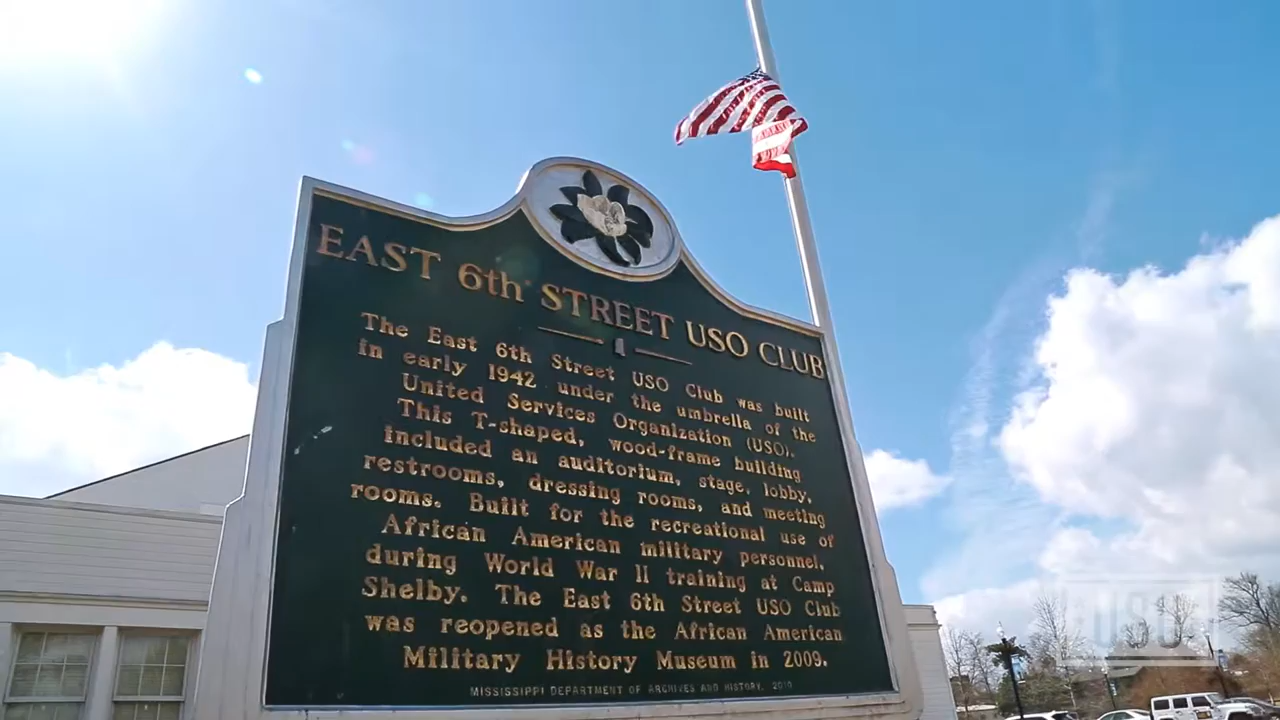 EAST 6th STREET USO CLUB
The East 6th Street USO Club was built
in early 1942 under the umbrella of the
United Services Organization (USO).
This T-shaped, wood-frame building
included an auditorium, stage, lobby,
restrooms, dressing rooms, and meeting
rooms. Built for the recreational use of
African American military personnel,
during World War II training at Camp
Shelby. The East 6th Street USO Club
was reopened as the African American
Military History Museum in 2009.
MISSISSIPPI DEPARTMENT OF ARCHIVES AND HISTORY, 2010